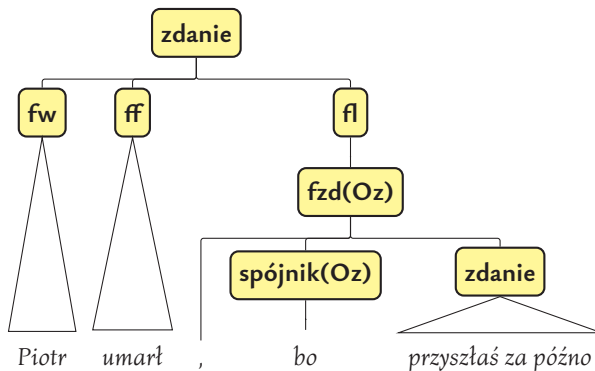 zdanie
fw ff fl
fzd(Oz)
spójnik(Oz) zdanie
Piotr umarł , bo przyszłaś za późno